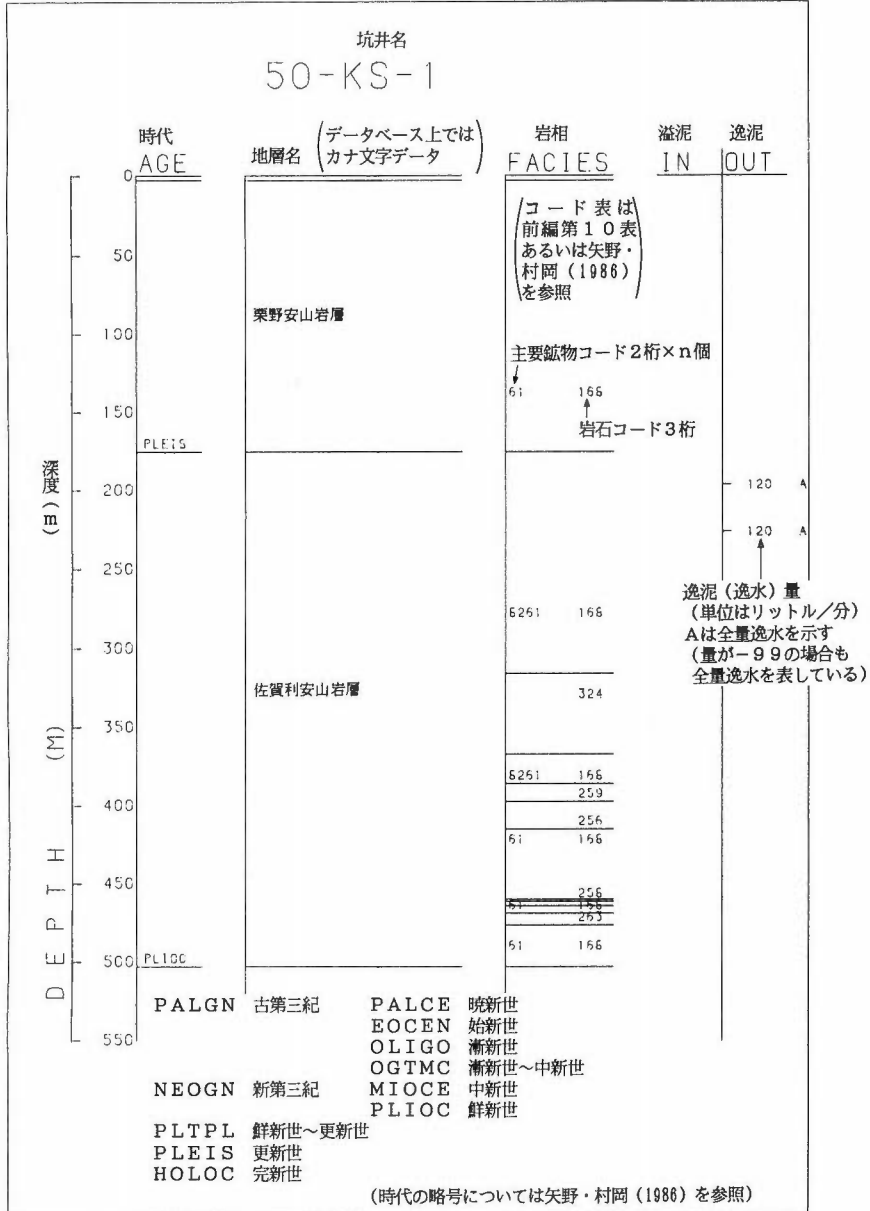 坑井名
50-KS-1
時代
AGE
地層名 (データベース上では
カナ文字データ)
岩相
FACIES
溢泥
IN
逸泥
OUT
(コード表は
前編第10表
あるいは矢野・
村岡(1986)
を参照)
主要鉱物コード2桁×n個
岩石コード3桁
深度
(m)
DEPTH (M)
0
50
100
150
200
250
300
350
400
450
500
550
PLEIS
PLIOC
栗野安山岩層
佐賀利安山岩層
61 166
6261 166
324
6261 166
259
256
61 166
256
61 166
263
61 166
120 A
120 A
逸泥(逸水)量
(単位はリットル/分)
Aは全量逸水を示す
(量が-99の場合も
全量逸水を表している)
PALGN 古第三紀 PALCE 暁新世
EOCEN 始新世
OLIGO 漸新世
OGTMC 漸新世~中新世
NEOGN 新第三紀 MIOCE 中新世
PLIOC 鮮新世
PLTPL 鮮新世~更新世
PLEIS 更新世
HOLOC 完新世
(時代の略号については矢野・村岡(1986)を参照)